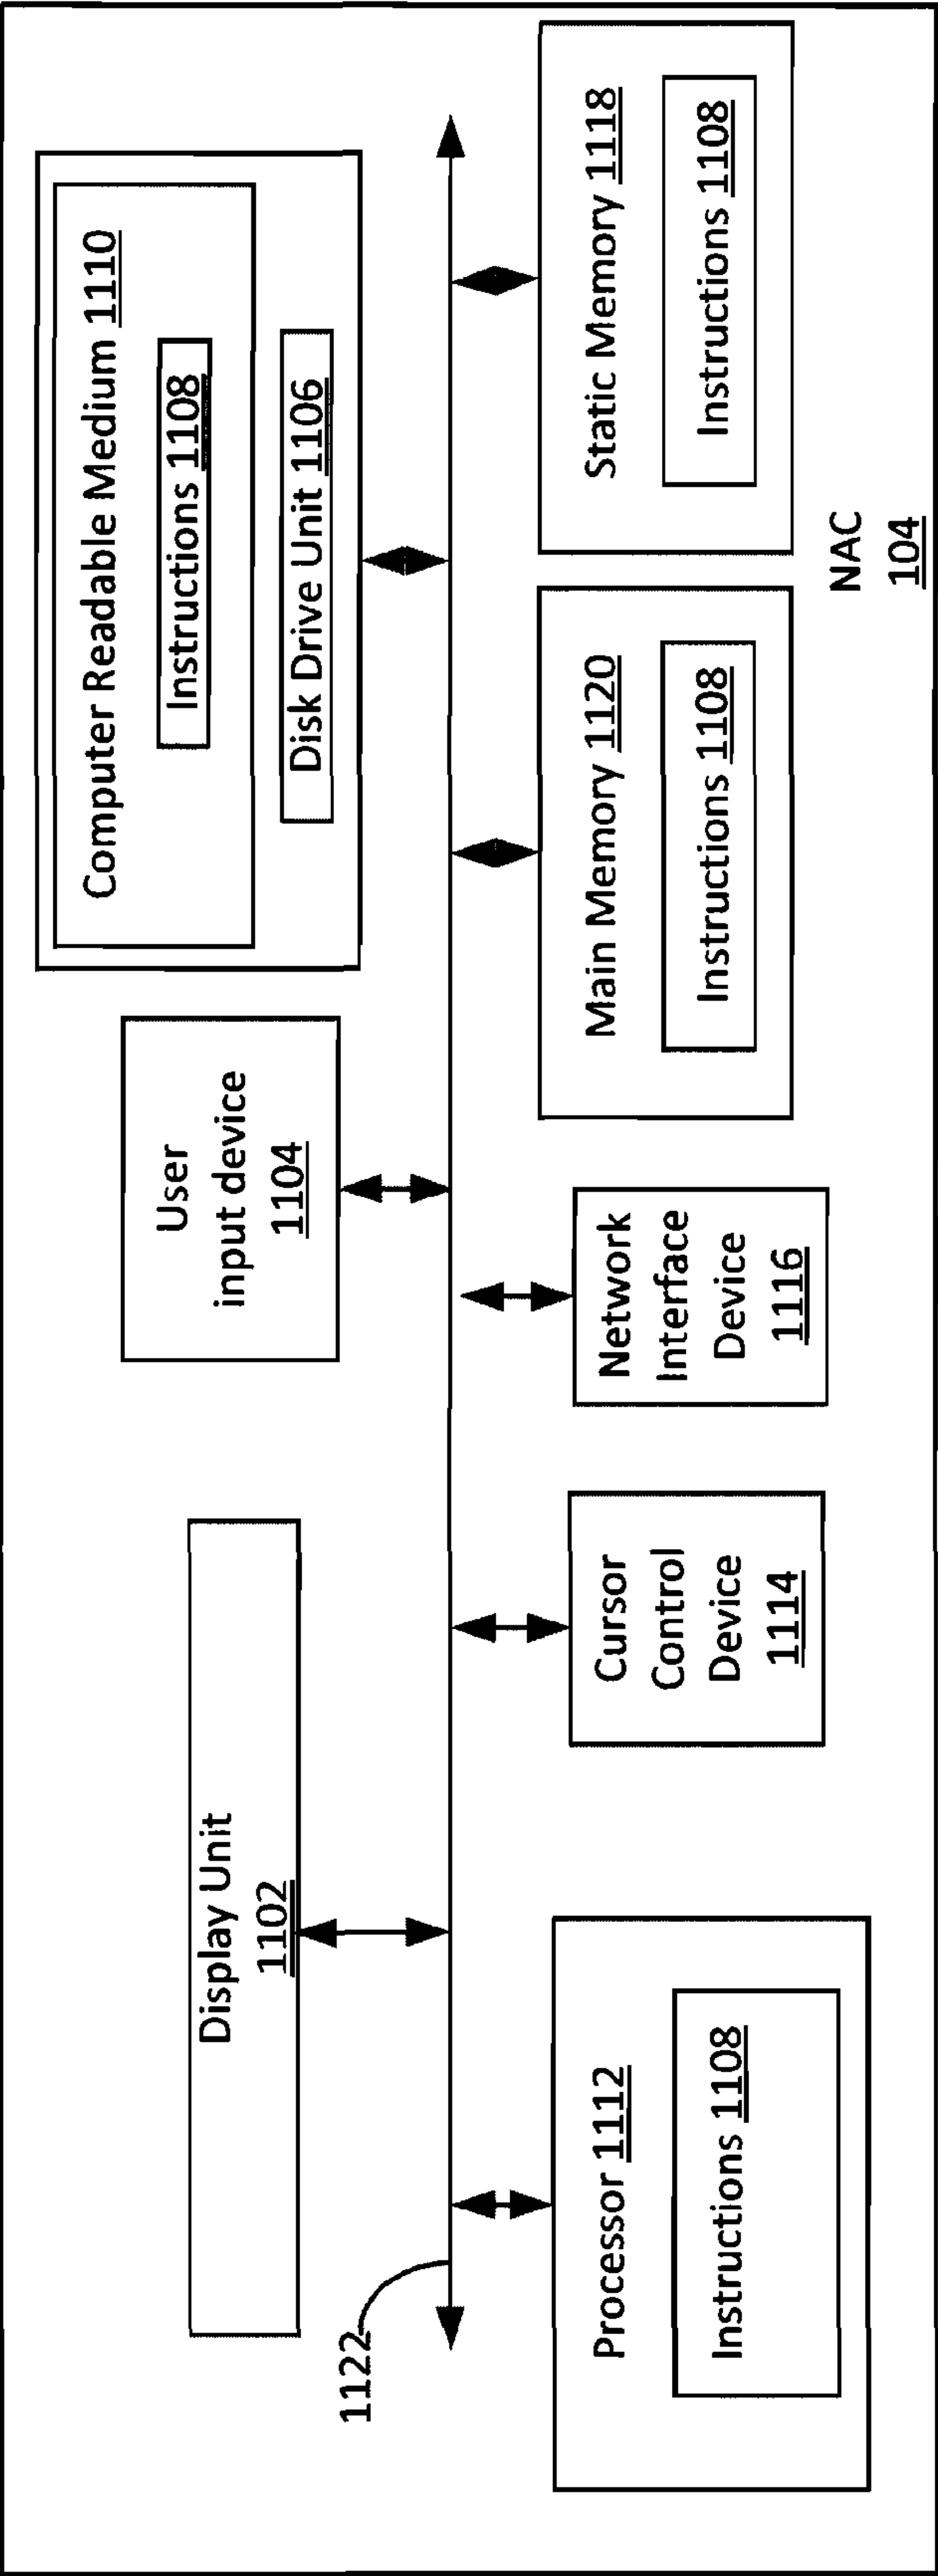 Display Unit
1102
User
input device
1104
Computer Readable Medium 1110
Instructions 1108
Disk Drive Unit 1106
1122
Processor 1112
Instructions 1108
Cursor
Control
Device
1114
Network
Interface
Device
1116
Main Memory 1120
Instructions 1108
Static Memory 1118
Instructions 1108
NAC
104